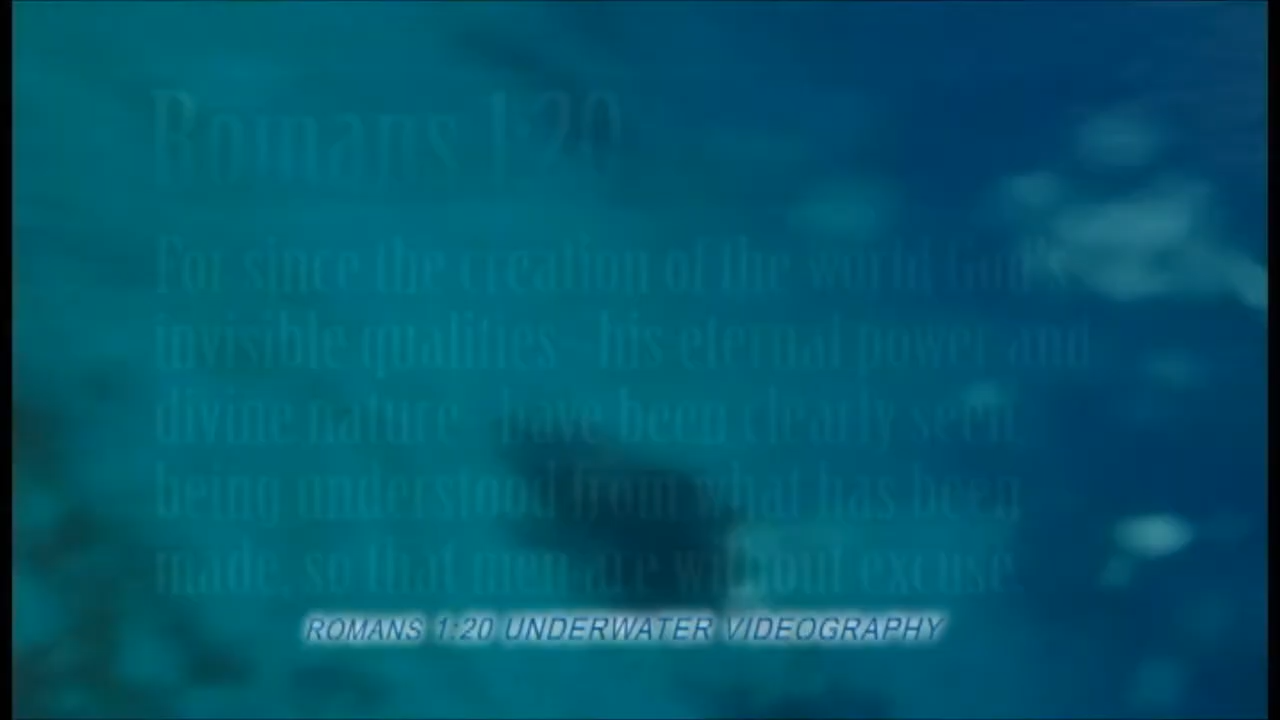 Romans 1:20
For since the creation of the world God's
invisible qualities--his eternal power and
divine nature--have been clearly seen,
being understood from what has been
made, so that men are without excuse.
ROMANS 1:20 UNDERWATER VIDEOGRAPHY